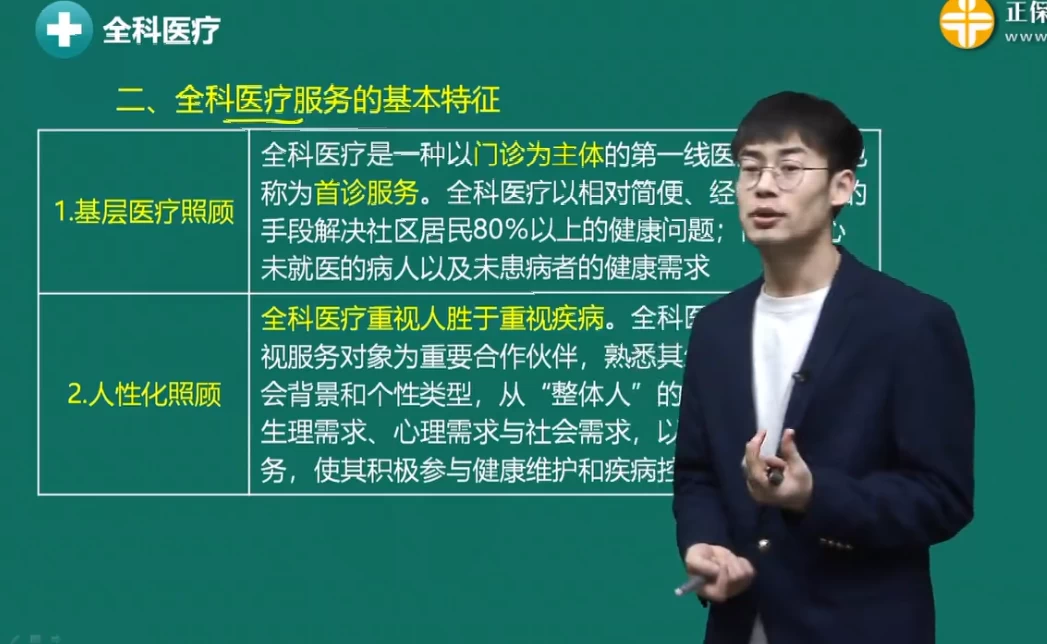 全科医疗
正保
www.
二、全科医疗服务的基本特征
1.基层医疗照顾
全科医疗是一种以门诊为主体的第一线医
称为首诊服务。全科医疗以相对简便、经 的
手段解决社区居民80%以上的健康问题； 心
未就医的病人以及未患病者的健康需求
2.人性化照顾
全科医疗重视人胜于重视疾病。全科医
视服务对象为重要合作伙伴，熟悉其
会背景和个性类型，从“整体人”的
生理需求、心理需求与社会需求，以
务，使其积极参与健康维护和疾病控